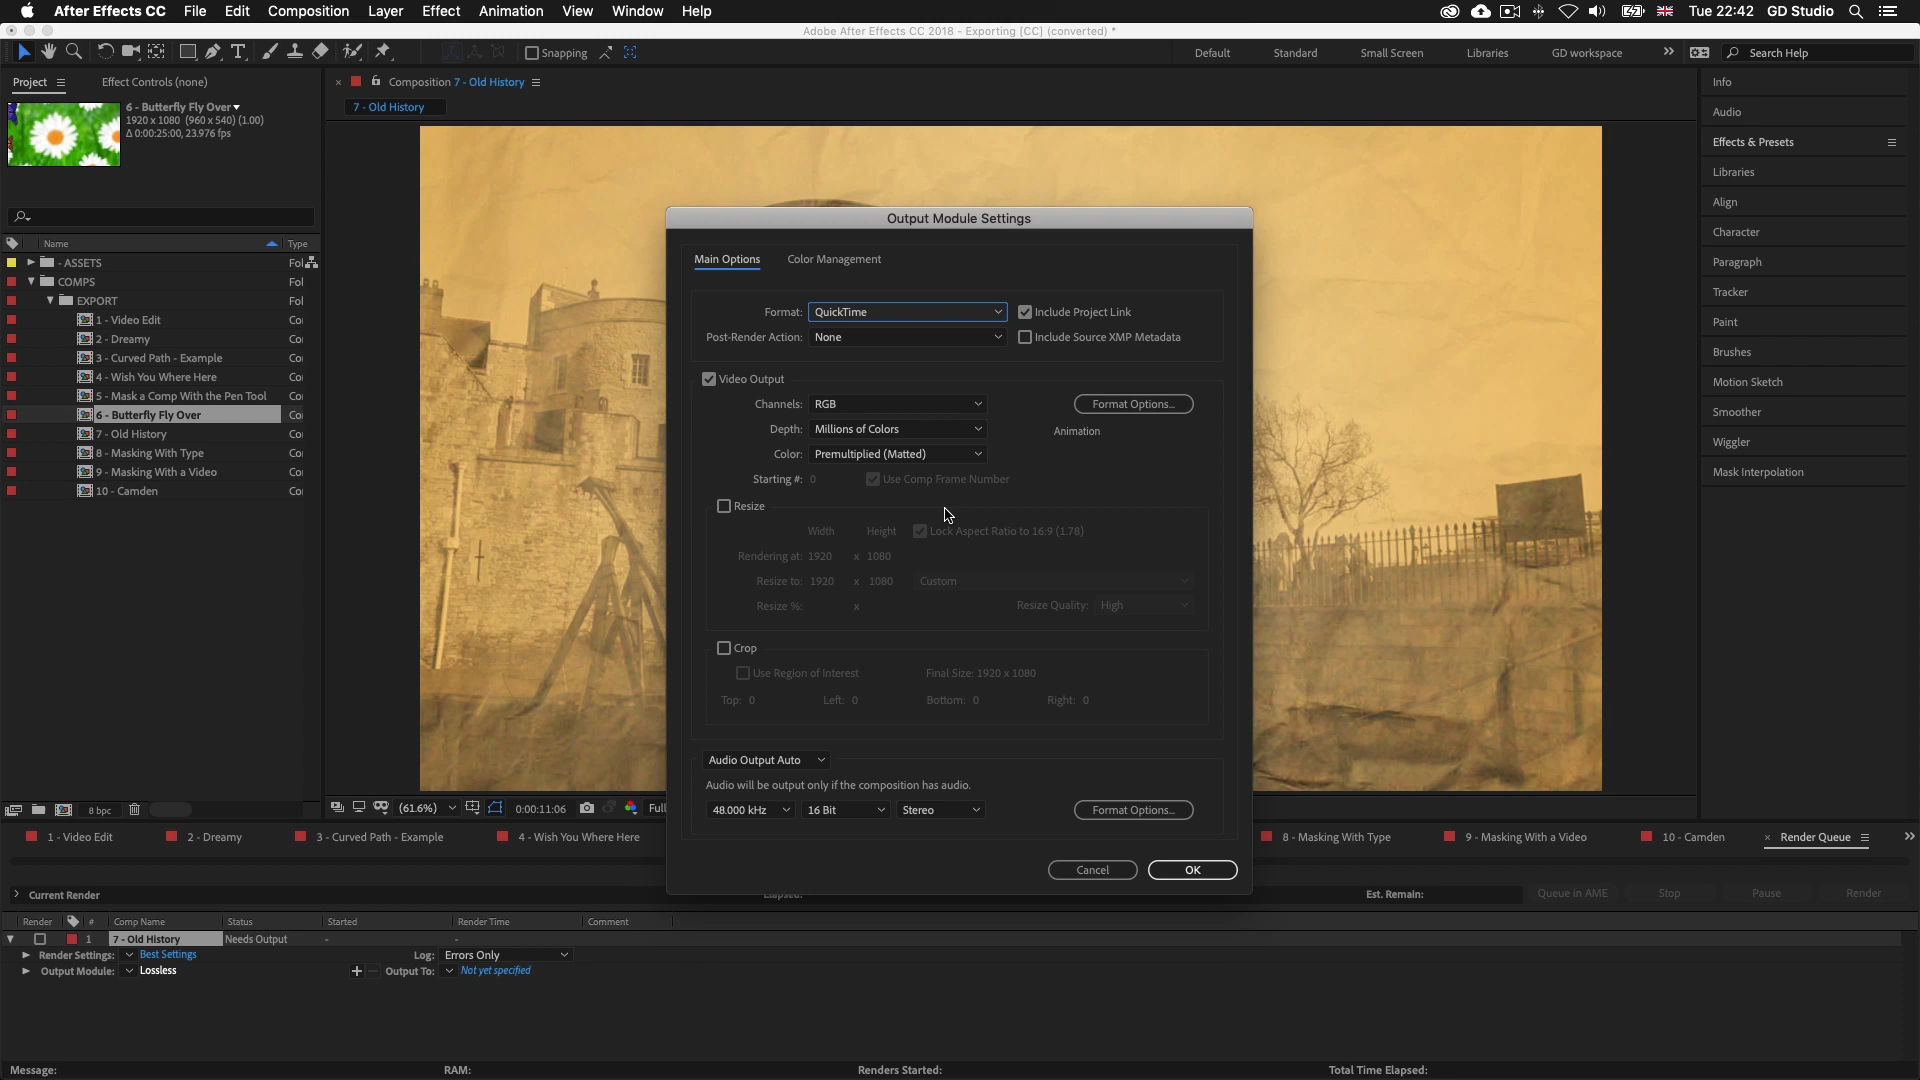 After Effects CC File Edit Composition Layer Effect Animation View Window Help Tue 22:42 GD Studio
Adobe After Effects CC 2018 - Exporting [CC] (converted) *
Snapping Default Standard Small Screen Libraries GD workspace Search Help
Project Effect Controls (none)
Composition 7 - Old History
7 - Old History
6 - Butterfly Fly Over
1920 x 1080 (960 x 540) (1.00)
Δ 0:00:25:00, 23.976 fps
Name Type
- ASSETS Fol
COMPS Fol
EXPORT Fol
1 - Video Edit Co
2 - Dreamy Co
3 - Curved Path - Example Co
4 - Wish You Where Here Co
5 - Mask a Comp With the Pen Tool Co
6 - Butterfly Fly Over Co
7 - Old History Co
8 - Masking With Type Co
9 - Masking With a Video Co
10 - Camden Co
8 bpc
Output Module Settings
Main Options Color Management
Format: QuickTime Include Project Link
Post-Render Action: None Include Source XMP Metadata
Video Output
Channels: RGB Format Options...
Depth: Millions of Colors Animation
Color: Premultiplied (Matted)
Starting #: 0 Use Comp Frame Number
Resize
Width Height Lock Aspect Ratio to 16:9 (1.78)
Rendering at: 1920 x 1080
Resize to: 1920 x 1080 Custom
Resize %: x Resize Quality: High
Crop
Use Region of Interest Final Size: 1920 x 1080
Top: 0 Left: 0 Bottom: 0 Right: 0
Audio Output Auto
Audio will be output only if the composition has audio.
48.000 kHz 16 Bit Stereo Format Options...
Cancel OK
Info
Audio
Effects & Presets
Libraries
Align
Character
Paragraph
Tracker
Paint
Brushes
Motion Sketch
Smoother
Wiggler
Mask Interpolation
(61.6%) 0:00:11:06 Full
1 - Video Edit 2 - Dreamy 3 - Curved Path - Example 4 - Wish You Where Here 8 - Masking With Type 9 - Masking With a Video 10 - Camden Render Queue
Current Render Elapsed: Est. Remain: Queue in AME Stop Pause Render
Render # Comp Name Status Started Render Time Comment
1 7 - Old History Needs Output - -
Render Settings: Best Settings Log: Errors Only
Output Module: Lossless Output To: Not yet specified
Message: RAM: Renders Started: Total Time Elapsed: